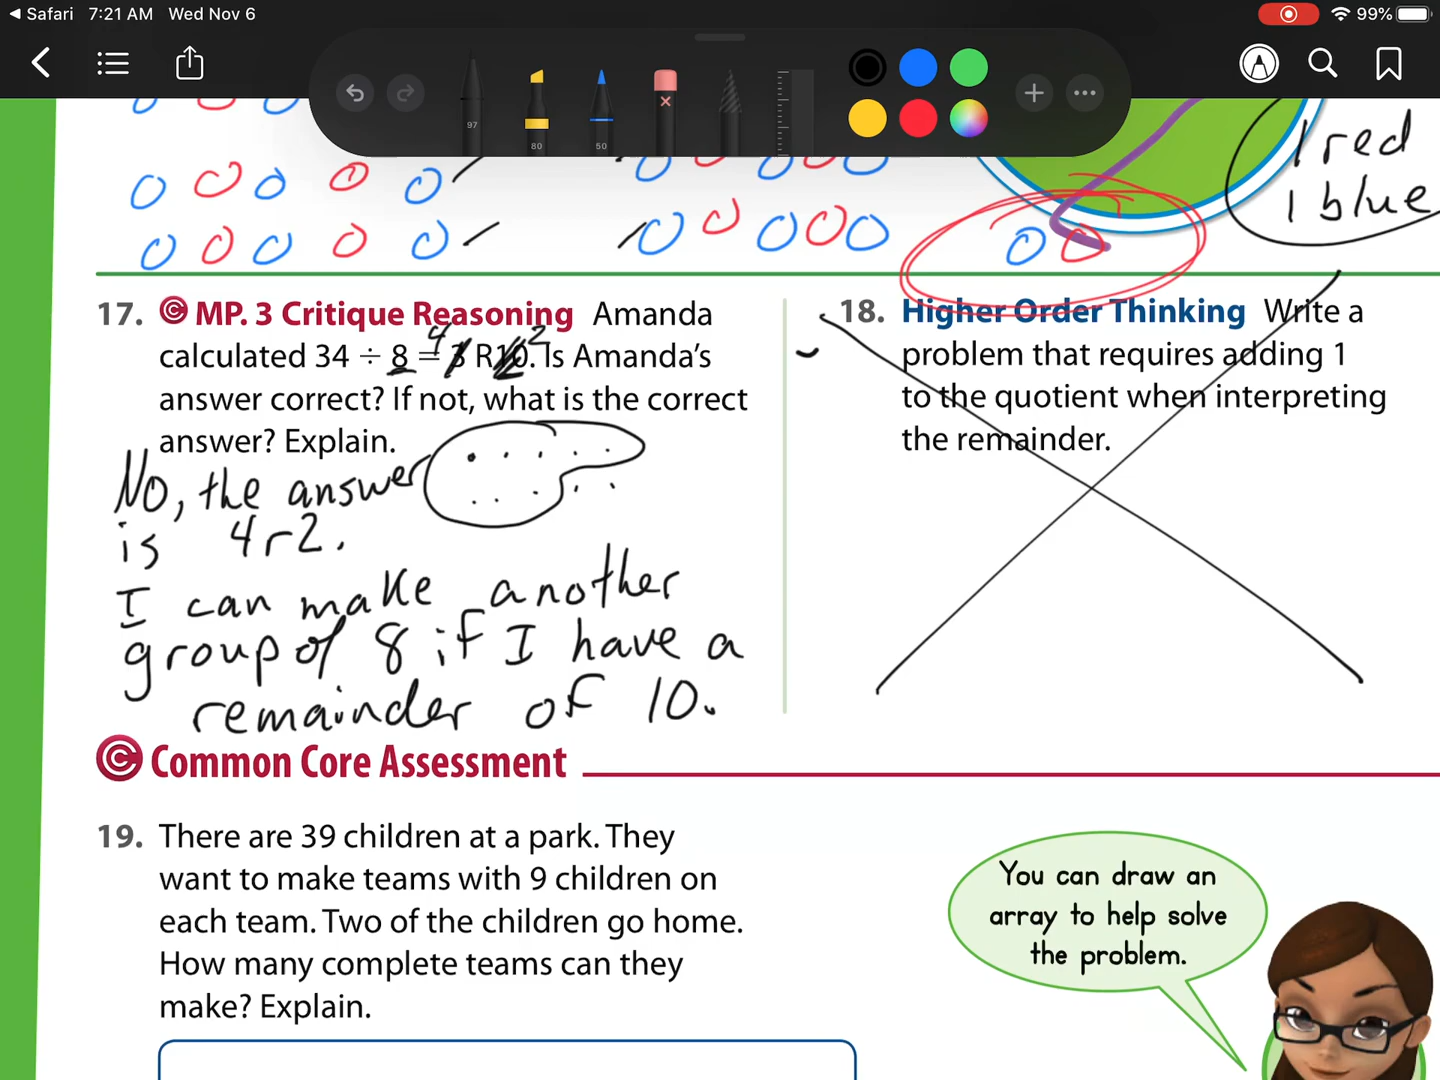 Safari 7:21 AM Wed Nov 6 99%
97 80 50
1 red
1 blue
17. MP. 3 Critique Reasoning Amanda
calculated 34 ÷ 8 = 3 R10. Is Amanda's
4 2
answer correct? If not, what is the correct
answer? Explain.
No, the answer
is 4r2.
I can make another
group of 8 if I have a
remainder of 10.
18. Higher Order Thinking Write a
problem that requires adding 1
to the quotient when interpreting
the remainder.
Common Core Assessment
19. There are 39 children at a park. They
want to make teams with 9 children on
each team. Two of the children go home.
How many complete teams can they
make? Explain.
You can draw an
array to help solve
the problem.